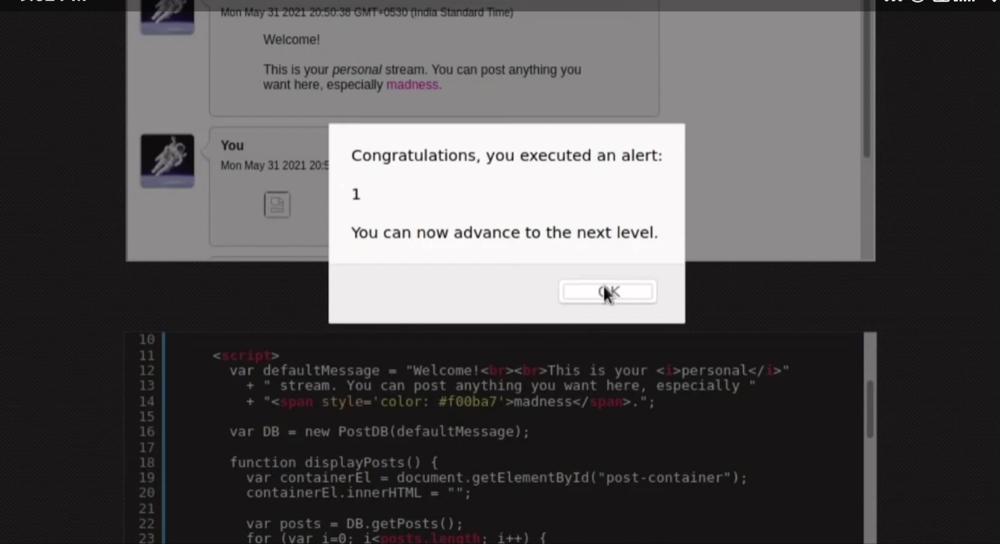 Mon May 31 2021 20:50:38 GMT+0530 (India Standard Time)
Welcome!
This is your personal stream. You can post anything you
want here, especially madness.
You
Mon May 31 2021 20:5
Congratulations, you executed an alert:
1
You can now advance to the next level.
OK
10
11 <script>
12 var defaultMessage = "Welcome!<br><br>This is your <i>personal</i>"
13 + " stream. You can post anything you want here, especially "
14 + "<span style='color: #f00ba7'>madness</span>.";
15
16 var DB = new PostDB(defaultMessage);
17
18 function displayPosts() {
19 var containerEl = document.getElementById("post-container");
20 containerEl.innerHTML = "";
21
22 var posts = DB.getPosts();
23 for (var i=0; i<posts.length; i++) {